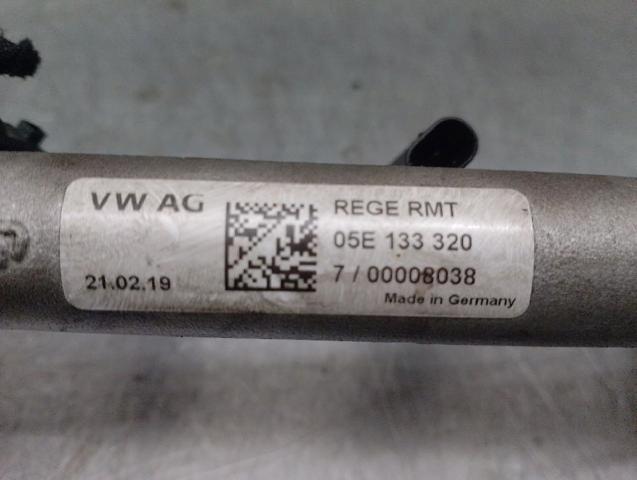 VW AG
21.02.19
REGE RMT
05E 133 320
7 / 00008038
Made in Germany